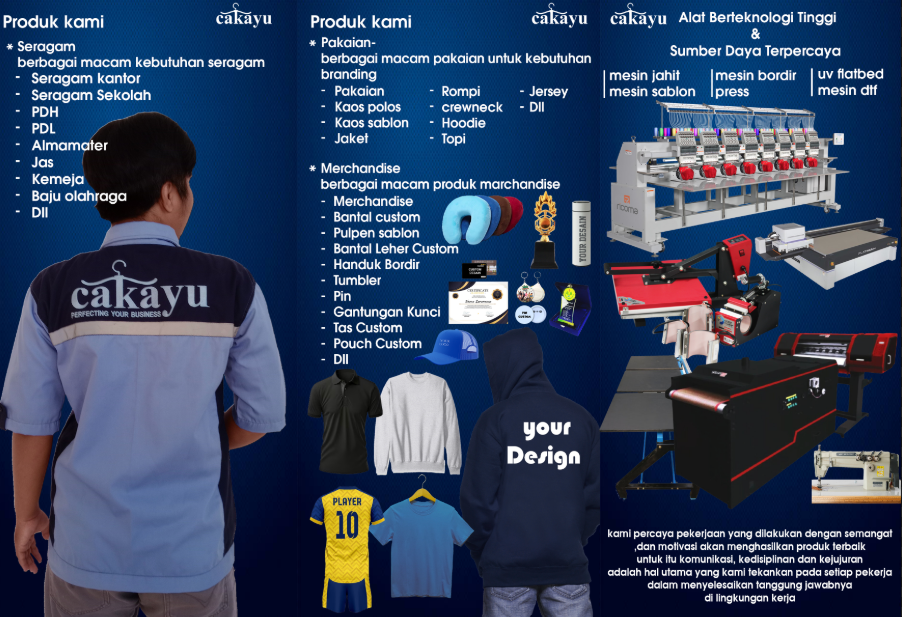 Produk kami
cakayu
* Seragam
berbagai macam kebutuhan seragam
- Seragam kantor
- Seragam Sekolah
- PDH
- PDL
- Almamater
- Jas
- Kemeja
- Baju olahraga
- Dll
cakayu
PERFECTING YOUR BUSINESS
Produk kami
cakayu
* Pakaian-
berbagai macam pakaian untuk kebutuhan
branding
- Pakaian
- Kaos polos
- Kaos sablon
- Jaket
- Rompi
- crewneck
- Hoodie
- Topi
- Jersey
- Dll
* Merchandise
berbagai macam produk marchandise
- Merchandise
- Bantal custom
- Pulpen sablon
- Bantal Leher Custom
- Handuk Bordir
- Tumbler
- Pin
- Gantungan Kunci
- Tas Custom
- Pouch Custom
- Dll
YOUR DESAIN
your
Design
PLAYER
10
cakayu
Alat Berteknologi Tinggi
&
Sumber Daya Terpercaya
mesin jahit
mesin sablon
mesin bordir
press
uv flatbed
mesin dtf
ricoma
kami percaya pekerjaan yang dilakukan dengan semangat
,dan motivasi akan menghasilkan produk terbaik
untuk itu komunikasi, kedisiplinan dan kejujuran
adalah hal utama yang kami tekankan pada setiap pekerja
dalam menyelesaikan tanggung jawabnya
di lingkungan kerja